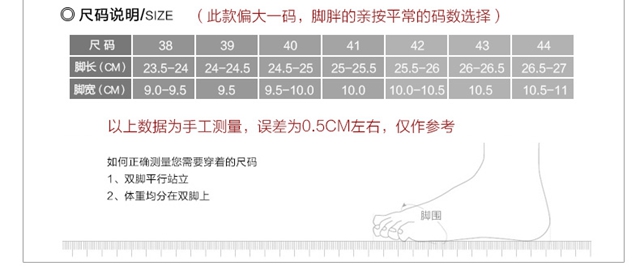 ◎ 尺码说明/SIZE （此款偏大一码，脚胖的亲按平常的码数选择）
尺码 38 39 40 41 42 43 44
脚长(CM) 23.5-24 24-24.5 24.5-25 25-25.5 25.5-26 26-26.5 26.5-27
脚宽(CM) 9.0-9.5 9.5 9.5-10.0 10.0 10.0-10.5 10.5 10.5-11
以上数据为手工测量，误差为0.5CM左右，仅作参考
如何正确测量您需要穿着的尺码
1、双脚平行站立
2、体重均分在双脚上
脚围